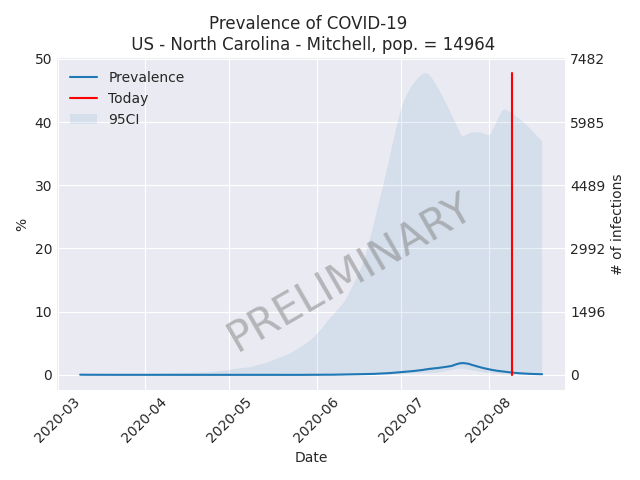 Prevalence of COVID-19
US - North Carolina - Mitchell, pop. = 14964
50
40
30
20
10
0
%
7482
5985
4489
2992
1496
0
# of infections
Prevalence
Today
95CI
PRELIMINARY
2020-03
2020-04
2020-05
2020-06
2020-07
2020-08
Date